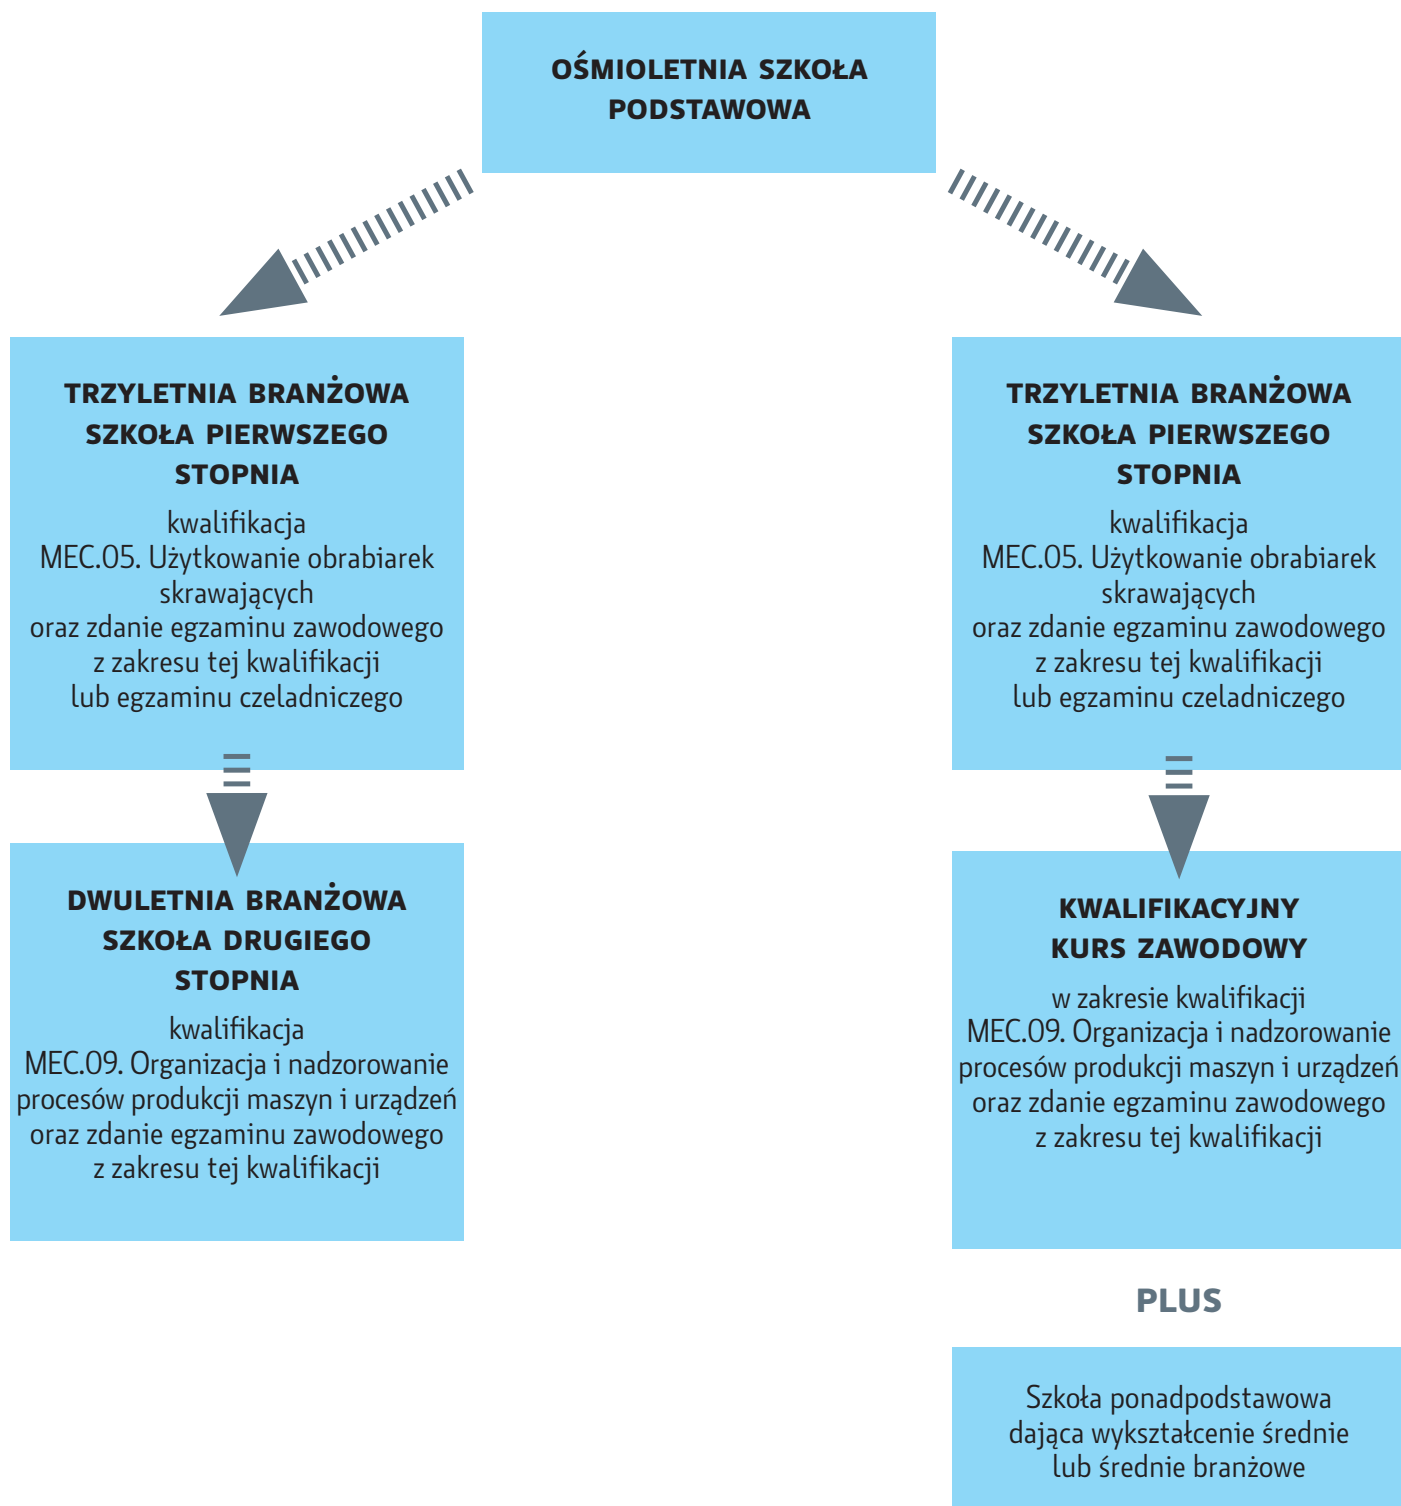 OŚMIOLETNIA SZKOŁA
PODSTAWOWA
TRZYLETNIA BRANŻOWA
SZKOŁA PIERWSZEGO
STOPNIA
kwalifikacja
MEC.05. Użytkowanie obrabiarek
skrawających
oraz zdanie egzaminu zawodowego
z zakresu tej kwalifikacji
lub egzaminu czeladniczego
DWULETNIA BRANŻOWA
SZKOŁA DRUGIEGO
STOPNIA
kwalifikacja
MEC.09. Organizacja i nadzorowanie
procesów produkcji maszyn i urządzeń
oraz zdanie egzaminu zawodowego
z zakresu tej kwalifikacji
TRZYLETNIA BRANŻOWA
SZKOŁA PIERWSZEGO
STOPNIA
kwalifikacja
MEC.05. Użytkowanie obrabiarek
skrawających
oraz zdanie egzaminu zawodowego
z zakresu tej kwalifikacji
lub egzaminu czeladniczego
KWALIFIKACYJNY
KURS ZAWODOWY
w zakresie kwalifikacji
MEC.09. Organizacja i nadzorowanie
procesów produkcji maszyn i urządzeń
oraz zdanie egzaminu zawodowego
z zakresu tej kwalifikacji
PLUS
Szkoła ponadpodstawowa
dająca wykształcenie średnie
lub średnie branżowe